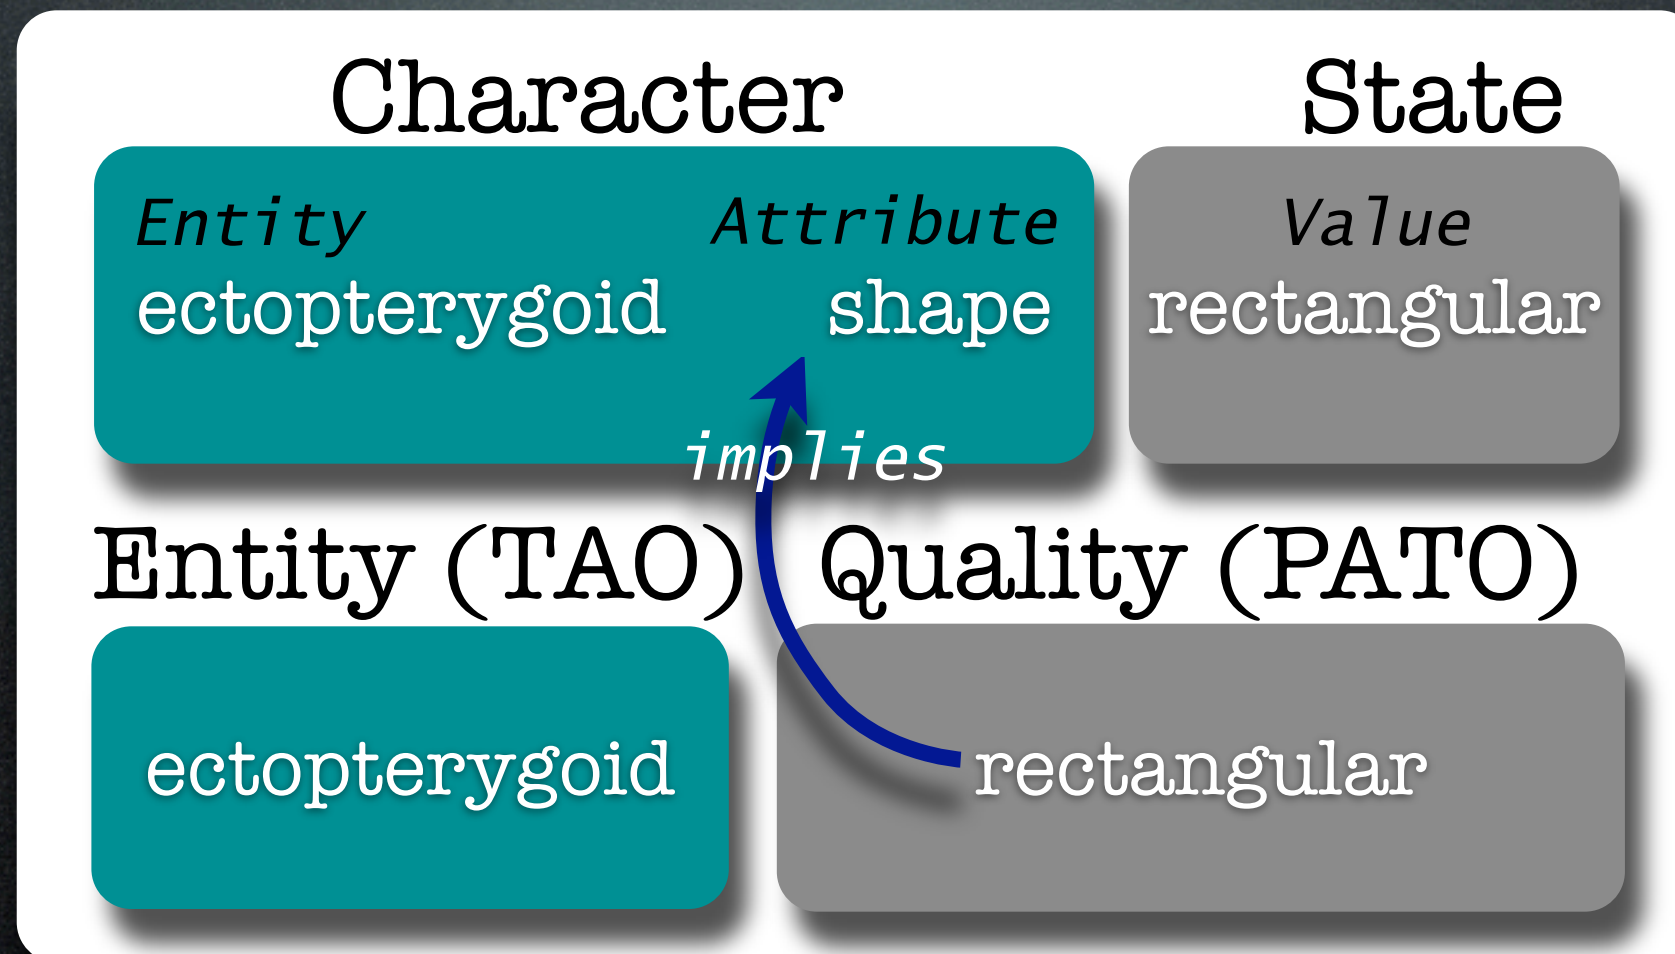 Character State
Entity Attribute Value
ectopterygoid shape rectangular
implies
Entity (TAO) Quality (PATO)
ectopterygoid rectangular